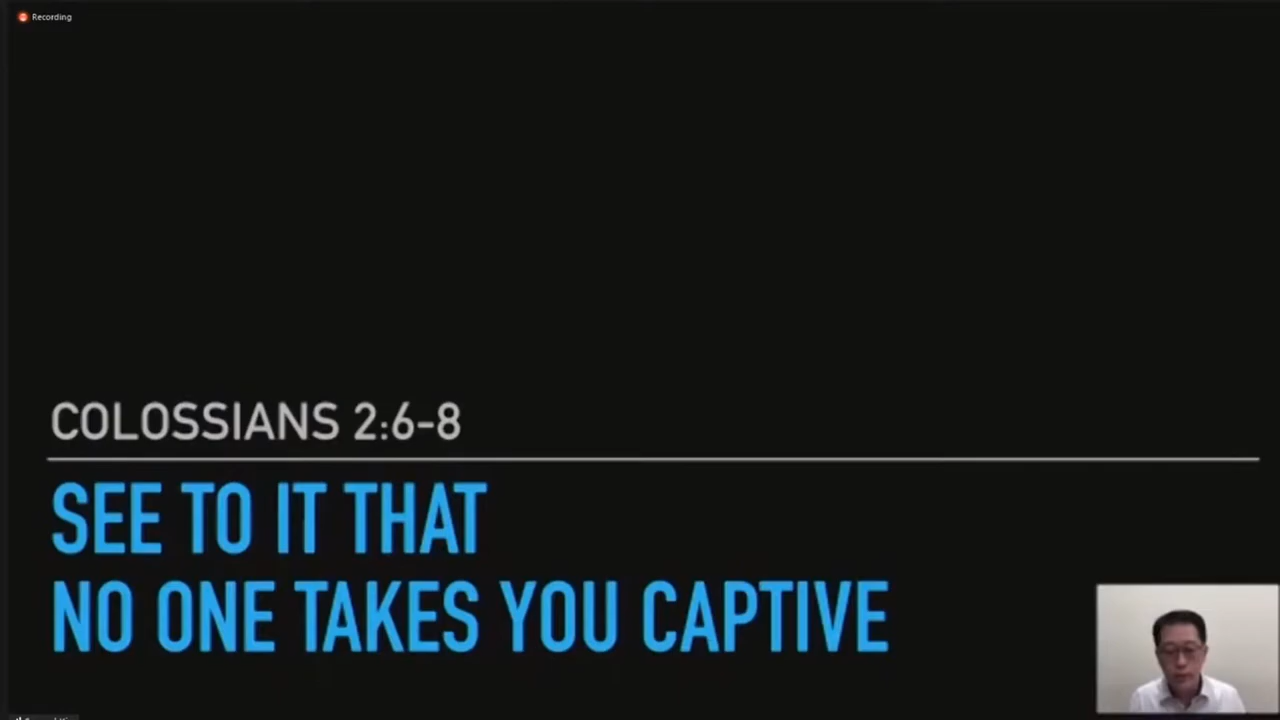 Recording
COLOSSIANS 2:6-8
SEE TO IT THAT
NO ONE TAKES YOU CAPTIVE